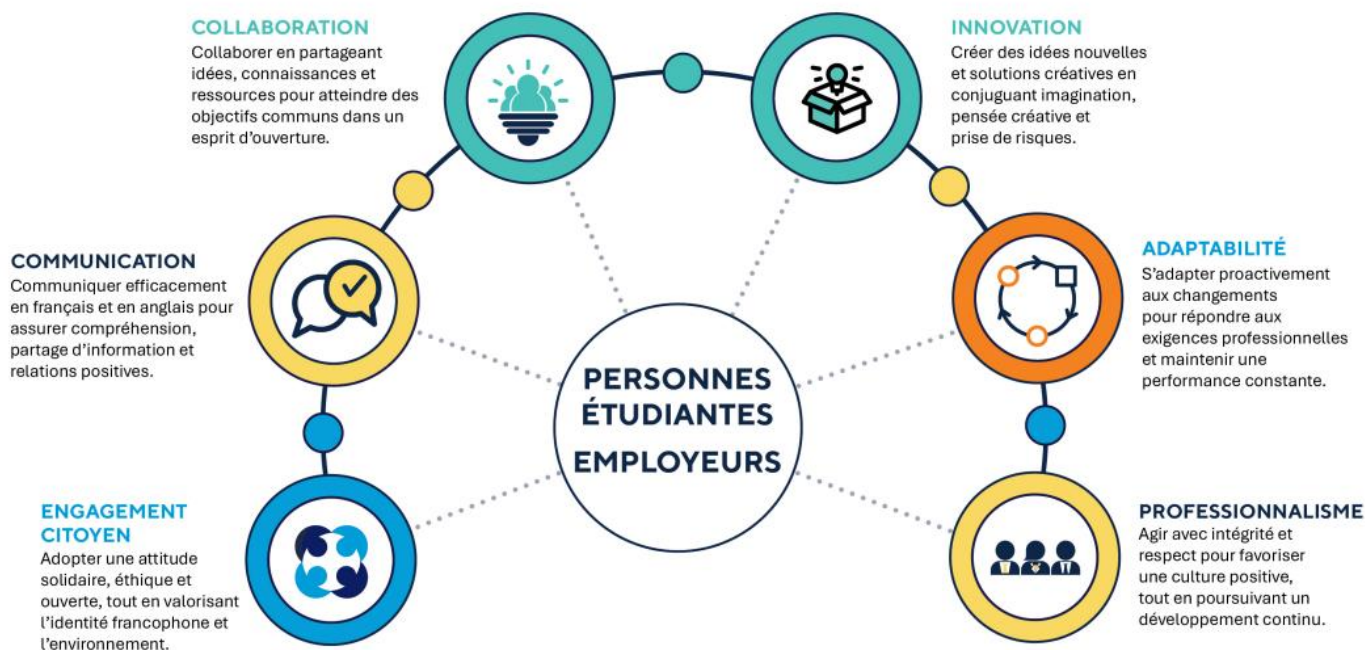 COLLABORATION
Collaborer en partageant
idées, connaissances et
ressources pour atteindre des
objectifs communs dans un
esprit d'ouverture.
INNOVATION
Créer des idées nouvelles
et solutions créatives en
conjuguant imagination,
pensée créative et
prise de risques.
COMMUNICATION
Communiquer efficacement
en français et en anglais pour
assurer compréhension,
partage d'information et
relations positives.
ADAPTABILITÉ
S'adapter proactivement
aux changements
pour répondre aux
exigences professionnelles
et maintenir une
performance constante.
PERSONNES
ÉTUDIANTES
EMPLOYEURS
ENGAGEMENT
CITOYEN
Adopter une attitude
solidaire, éthique et
ouverte, tout en valorisant
l'identité francophone et
l'environnement.
PROFESSIONNALISME
Agir avec intégrité et
respect pour favoriser
une culture positive,
tout en poursuivant un
développement continu.